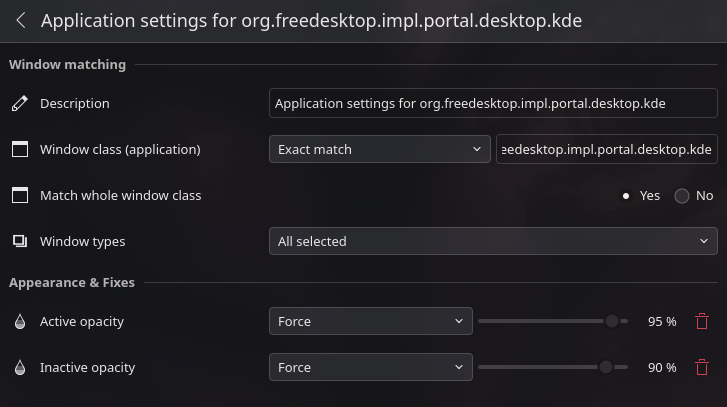 Application settings for org.freedesktop.impl.portal.desktop.kde
Window matching
Description
Application settings for org.freedesktop.impl.portal.desktop.kde
Window class (application)
Exact match
eedesktop.impl.portal.desktop.kde
Match whole window class
Yes
No
Window types
All selected
Appearance & Fixes
Active opacity
Force
95 %
Inactive opacity
Force
90 %